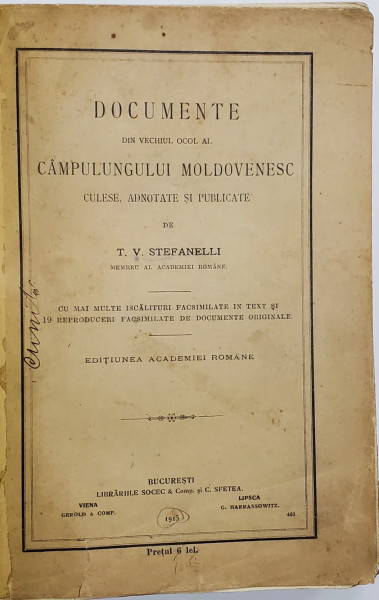 DOCUMENTE
DIN VECHIUL OCOL AL
CÂMPULUNGULUI MOLDOVENESC
CULESE, ADNOTATE ȘI PUBLICATE
DE
T. V. STEFANELLI
MEMBRU AL ACADEMIEI ROMÂNE.
CU MAI MULTE ISCĂLITURI FACSIMILATE IN TEXT ȘI
19 REPRODUCERI FACSIMILATE DE DOCUMENTE ORIGINALE.
EDIȚIUNEA ACADEMIEI ROMÂNE
BUCUREȘTI
LIBRĂRIILE SOCEC & Comp. și C. SFETEA.
VIENA
GEROLD & COMP.
LIPSCA
O. HARRASSOWITZ.
1915
Prețul 6 lei.